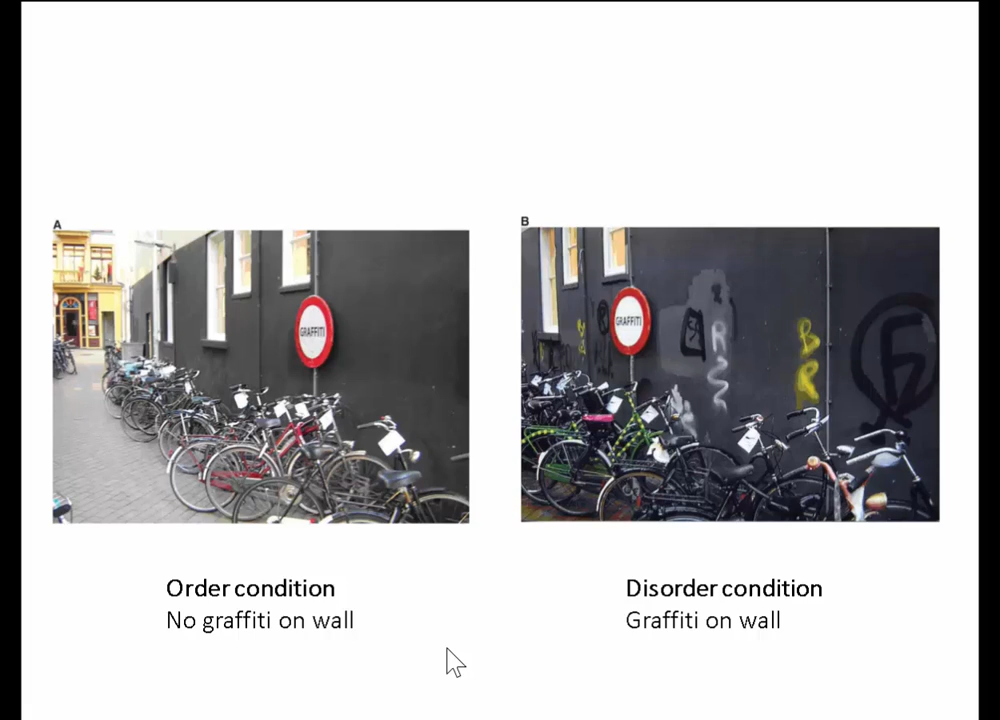 A
B
GRAFFITI
GRAFFITI
R
B
R
Order condition
No graffiti on wall
Disorder condition
Graffiti on wall